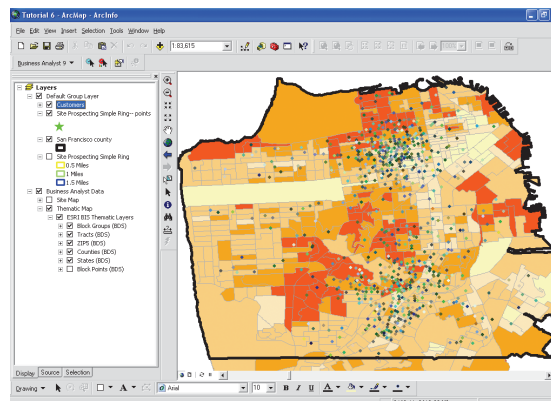 Tutorial 6 - ArcMap - ArcInfo
File Edit View Insert Selection Tools Window Help
1:83,615
Business Analyst 9
Layers
Default Group Layer
Customers
Site Prospecting Simple Ring-- points
San Francisco county
Site Prospecting Simple Ring
0.5 Miles
1 Miles
1.5 Miles
Business Analyst Data
Site Map
Thematic Map
ESRI BIS Thematic Layers
Block Groups (BDS)
Tracts (BDS)
ZIP5 (BDS)
Counties (BDS)
States (BDS)
Block Points (BDS)
Display Source Selection
Drawing A Arial 10 B I U A